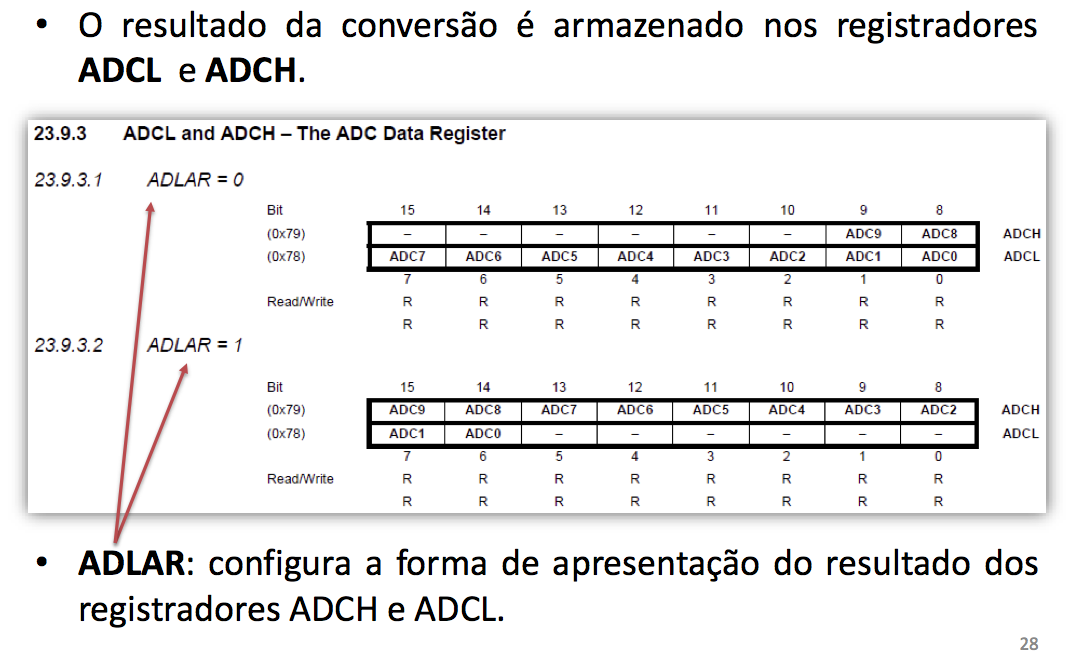 • O resultado da conversão é armazenado nos registradores
ADCL e ADCH.
23.9.3 ADCL and ADCH – The ADC Data Register
23.9.3.1 ADLAR = 0
Bit 15 14 13 12 11 10 9 8
(0x79) – – – – – – ADC9 ADC8 ADCH
(0x78) ADC7 ADC6 ADC5 ADC4 ADC3 ADC2 ADC1 ADC0 ADCL
7 6 5 4 3 2 1 0
Read/Write R R R R R R R R
R R R R R R R R
23.9.3.2 ADLAR = 1
Bit 15 14 13 12 11 10 9 8
(0x79) ADC9 ADC8 ADC7 ADC6 ADC5 ADC4 ADC3 ADC2 ADCH
(0x78) ADC1 ADC0 – – – – – – ADCL
7 6 5 4 3 2 1 0
Read/Write R R R R R R R R
R R R R R R R R
• ADLAR: configura a forma de apresentação do resultado dos
registradores ADCH e ADCL.
28